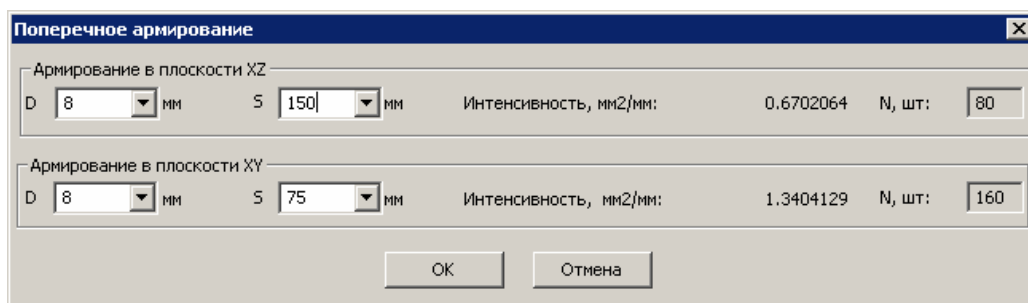 Поперечное армирование
Армирование в плоскости XZ
D 8 мм S 150 мм Интенсивность, мм2/мм: 0.6702064 N, шт: 80
Армирование в плоскости XY
D 8 мм S 75 мм Интенсивность, мм2/мм: 1.3404129 N, шт: 160
OK Отмена